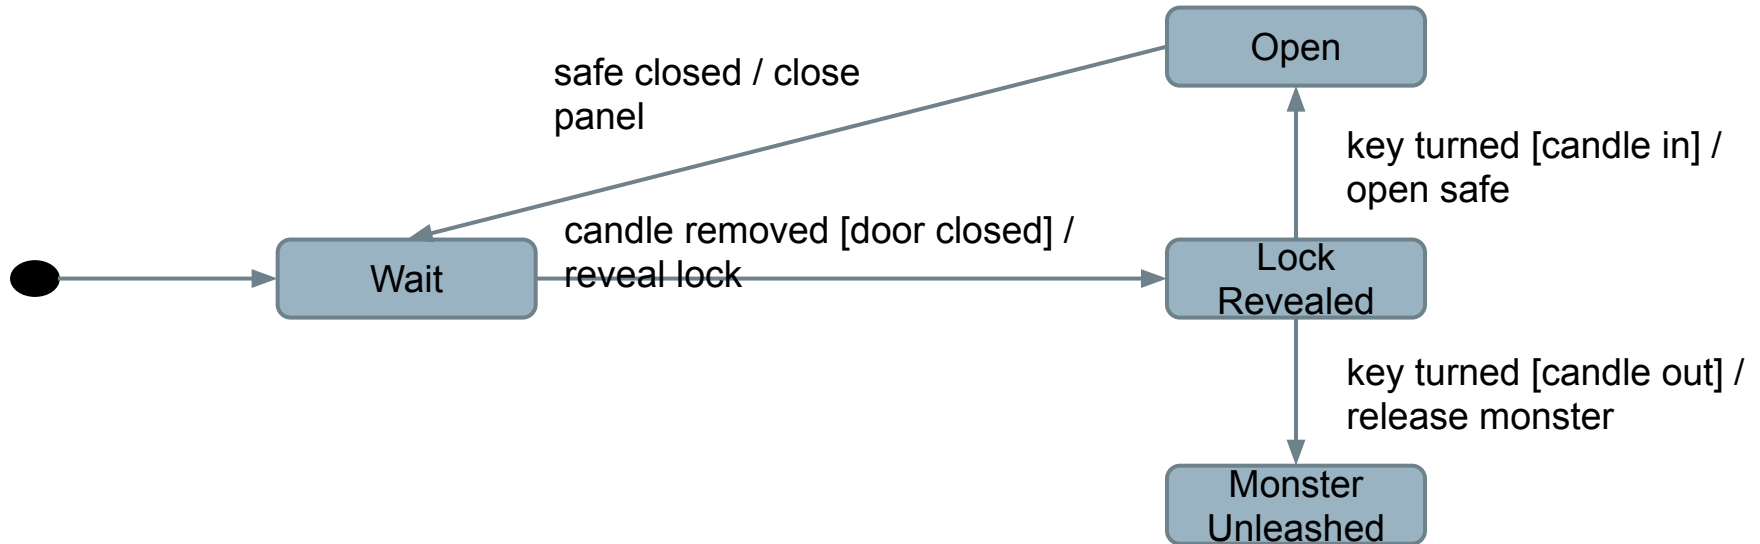 Open
safe closed / close
panel
key turned [candle in] /
open safe
candle removed [door closed] /
reveal lock
Wait
Lock
Revealed
key turned [candle out] /
release monster
Monster
Unleashed